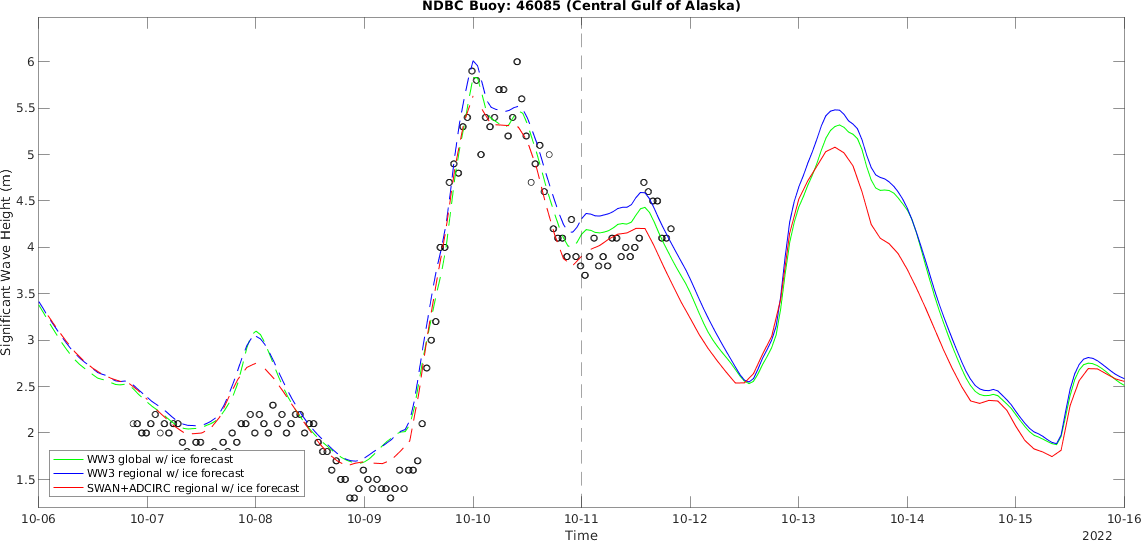 NDBC Buoy: 46085 (Central Gulf of Alaska)
Significant Wave Height (m)
6
5.5
5
4.5
4
3.5
3
2.5
2
1.5
WW3 global w/ ice forecast
WW3 regional w/ ice forecast
SWAN+ADCIRC regional w/ ice forecast
10-06 10-07 10-08 10-09 10-10 10-11 10-12 10-13 10-14 10-15 10-16
Time
2022